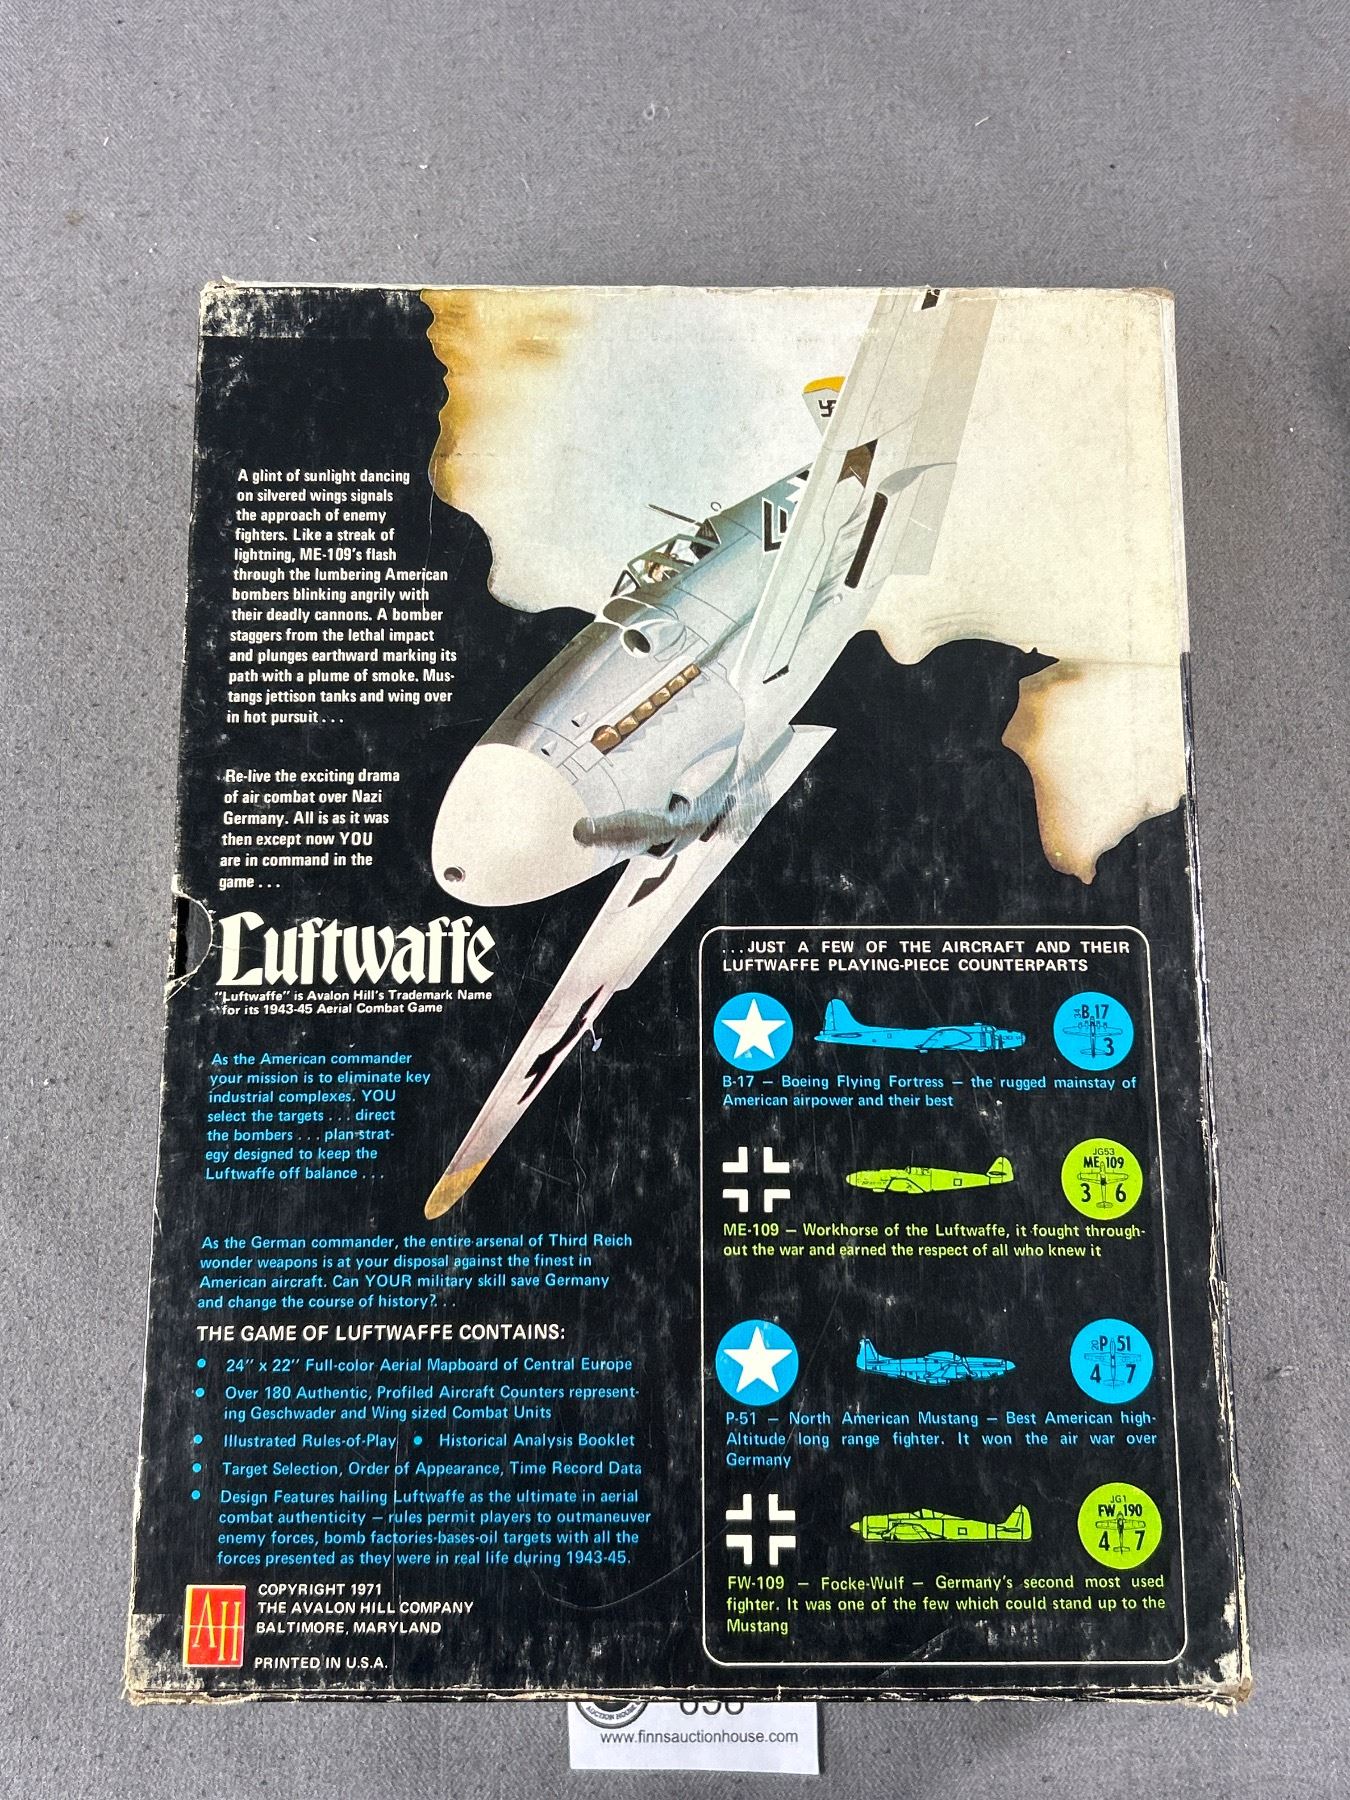 A glint of sunlight dancing
on silvered wings signals
the approach of enemy
fighters. Like a streak of
lightning, ME-109's flash
through the lumbering American
bombers blinking angrily with
their deadly cannons. A bomber
staggers from the lethal impact
and plunges earthward marking its
path with a plume of smoke. Mus-
tangs jettison tanks and wing over
in hot pursuit . . .
Re-live the exciting drama
of air combat over Nazi
Germany. All is as it was
then except now YOU
are in command in the
game . . .
Luftwaffe
"Luftwaffe" is Avalon Hill's Trademark Name
for its 1943-45 Aerial Combat Game
As the American commander
your mission is to eliminate key
industrial complexes. YOU
select the targets . . . direct
the bombers . . . plan strat-
egy designed to keep the
Luftwaffe off balance . . .
As the German commander, the entire arsenal of Third Reich
wonder weapons is at your disposal against the finest in
American aircraft. Can YOUR military skill save Germany
and change the course of history?. . .
THE GAME OF LUFTWAFFE CONTAINS:
• 24" x 22" Full-color Aerial Mapboard of Central Europe
• Over 180 Authentic, Profiled Aircraft Counters represent-
ing Geschwader and Wing sized Combat Units
• Illustrated Rules-of-Play • Historical Analysis Booklet
• Target Selection, Order of Appearance, Time Record Data
• Design Features hailing Luftwaffe as the ultimate in aerial
combat authenticity — rules permit players to outmaneuver
enemy forces, bomb factories-bases-oil targets with all the
forces presented as they were in real life during 1943-45.
AH
COPYRIGHT 1971
THE AVALON HILL COMPANY
BALTIMORE, MARYLAND
PRINTED IN U.S.A.
. . . JUST A FEW OF THE AIRCRAFT AND THEIR
LUFTWAFFE PLAYING-PIECE COUNTERPARTS
34 B 17
3
B-17 — Boeing Flying Fortress — the rugged mainstay of
American airpower and their best
JG53
ME 109
3 6
ME-109 — Workhorse of the Luftwaffe, it fought through-
out the war and earned the respect of all who knew it
20 P 51
4 7
P-51 — North American Mustang — Best American high-
Altitude long range fighter. It won the air war over
Germany
JG1
FW 190
4 7
FW-109 — Focke-Wulf — Germany's second most used
fighter. It was one of the few which could stand up to the
Mustang
AUCTION HOUSE
www.finnsauctionhouse.com